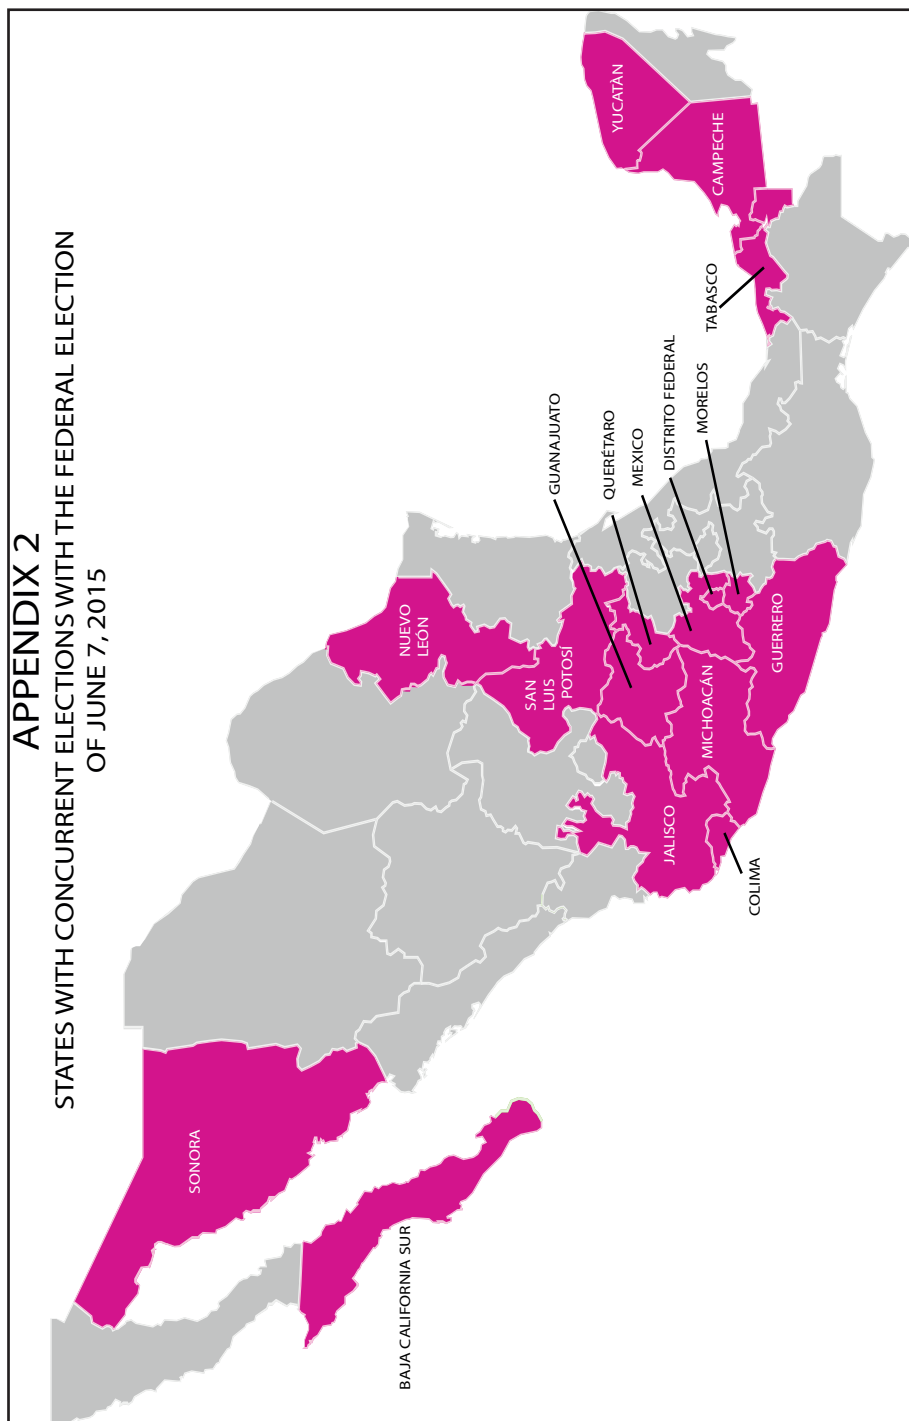 APPENDIX 2
STATES WITH CONCURRENT ELECTIONS WITH THE FEDERAL ELECTION
OF JUNE 7, 2015
SONORA
BAJA CALIFORNIA SUR
NUEVO
LEÓN
SAN
LUIS
POTOSÍ
GUANAJUATO
QUERÉTARO
MEXICO
DISTRITO FEDERAL
MORELOS
JALISCO
COLIMA
MICHOACÁN
GUERRERO
TABASCO
CAMPECHE
YUCATÀN